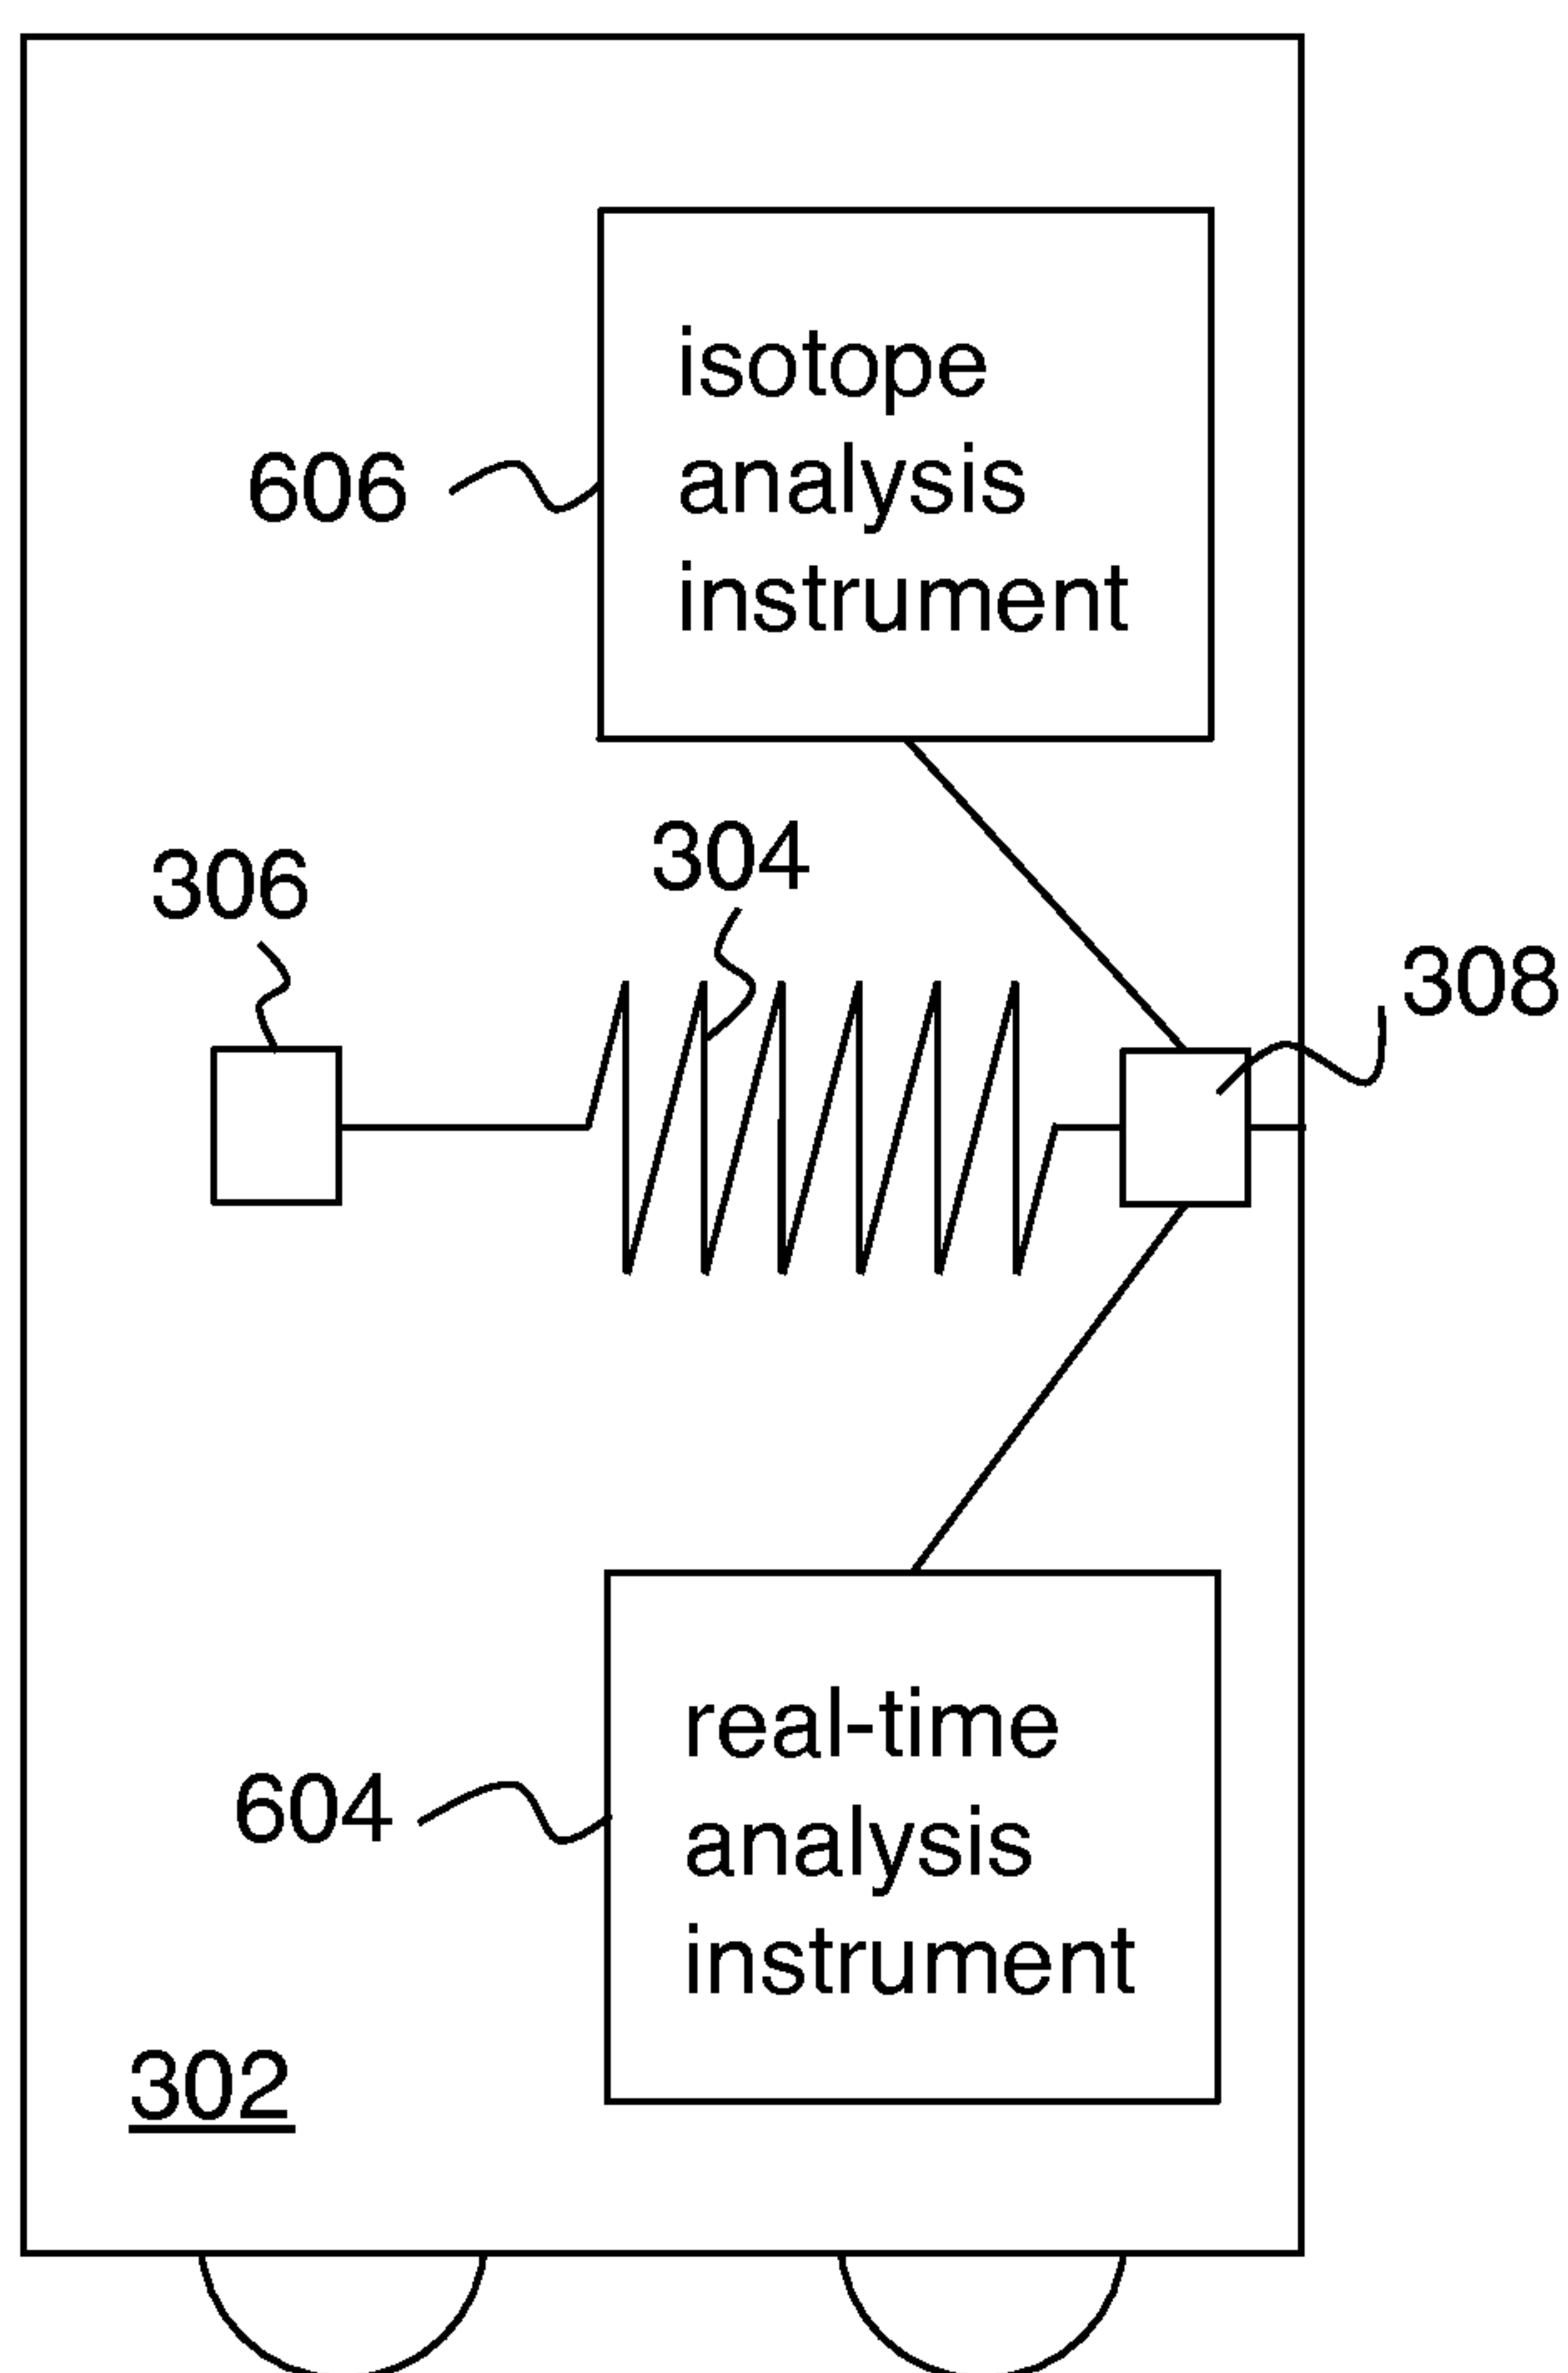 isotope
analysis
instrument
606
304
306
308
real-time
analysis
instrument
604
302